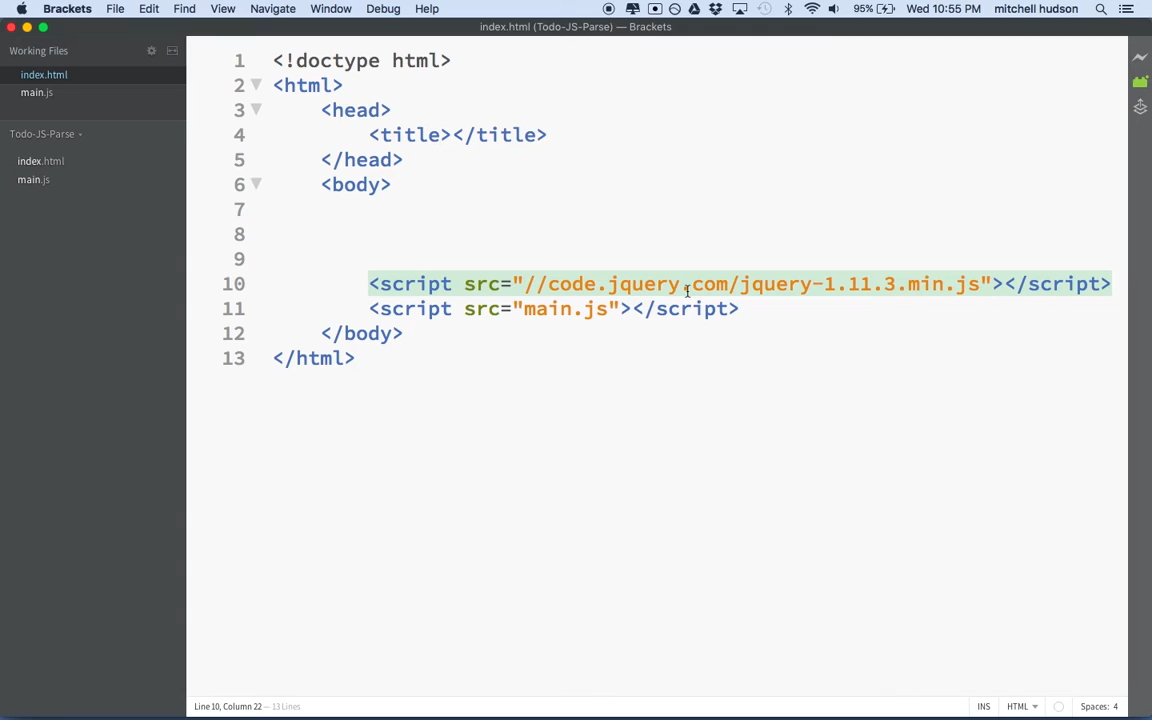 Brackets File Edit Find View Navigate Window Debug Help 95% Wed 10:55 PM mitchell hudson
index.html (Todo-JS-Parse) — Brackets
Working Files
index.html
main.js
Todo-JS-Parse
index.html
main.js
1 <!doctype html>
2 <html>
3 <head>
4 <title></title>
5 </head>
6 <body>
7
8
9
10 <script src="//code.jquery.com/jquery-1.11.3.min.js"></script>
11 <script src="main.js"></script>
12 </body>
13 </html>
Line 10, Column 22 — 13 Lines
INS HTML Spaces: 4